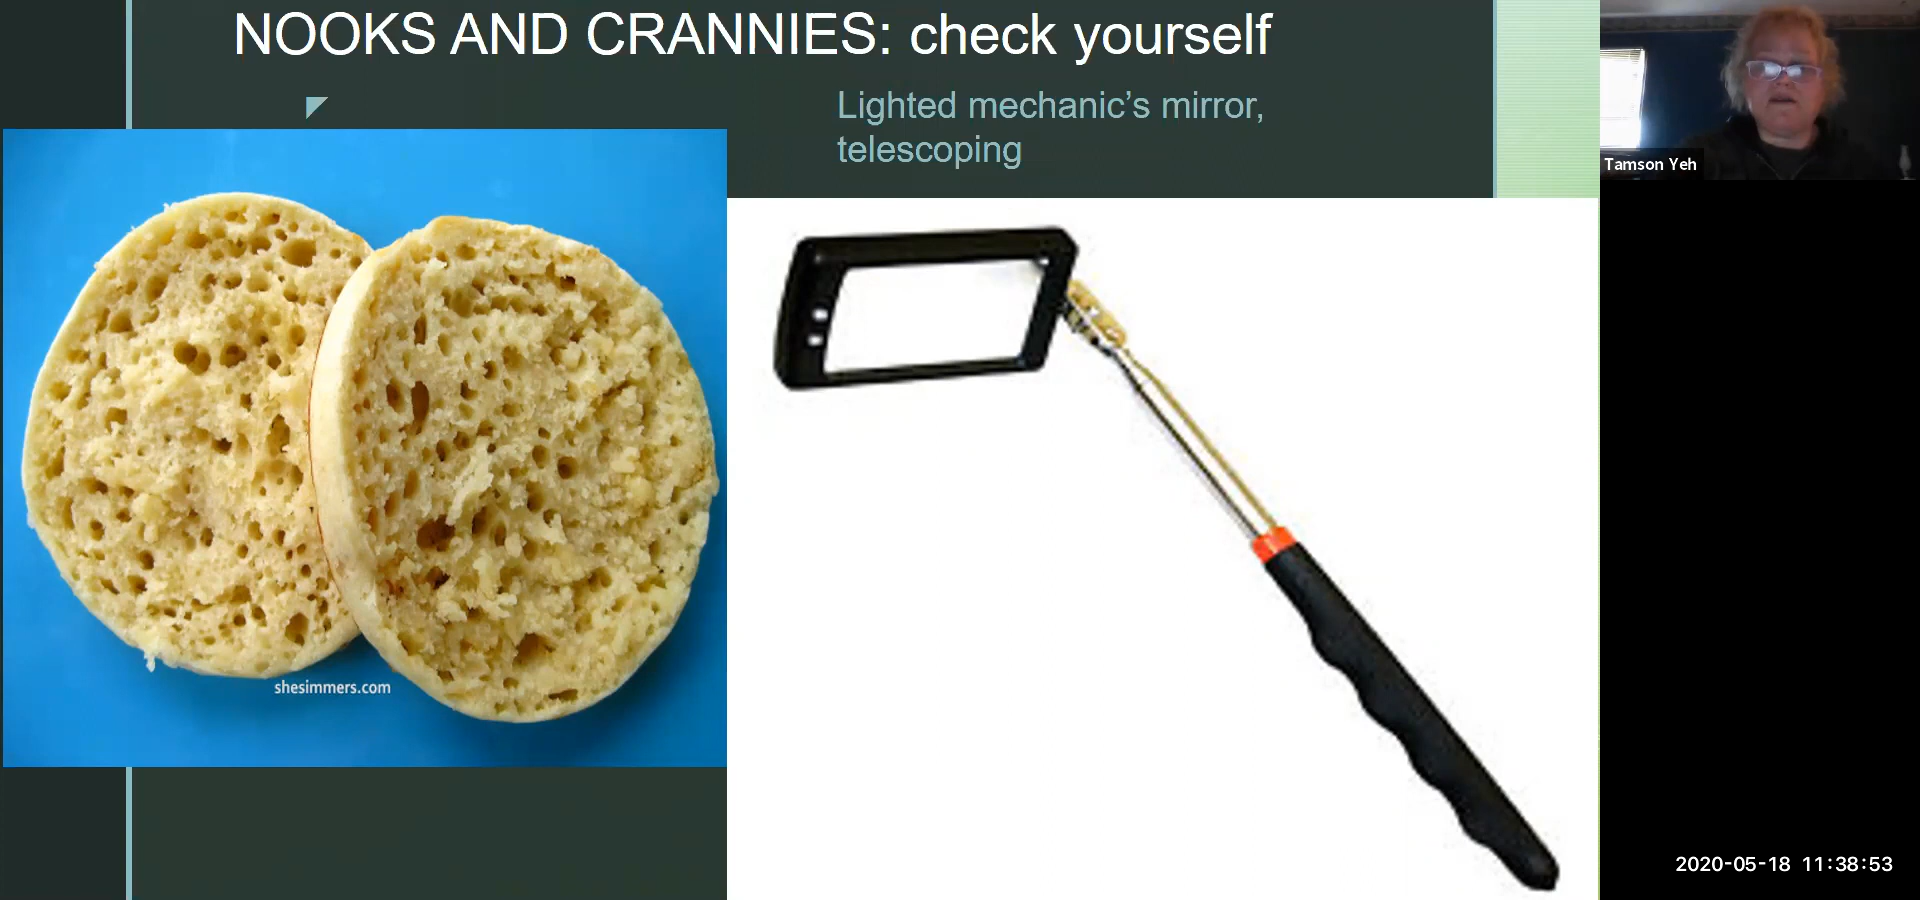 NOOKS AND CRANNIES: check yourself
Lighted mechanic’s mirror,
telescoping
shesimmers.com
Tamson Yeh
2020-05-18 11:38:53